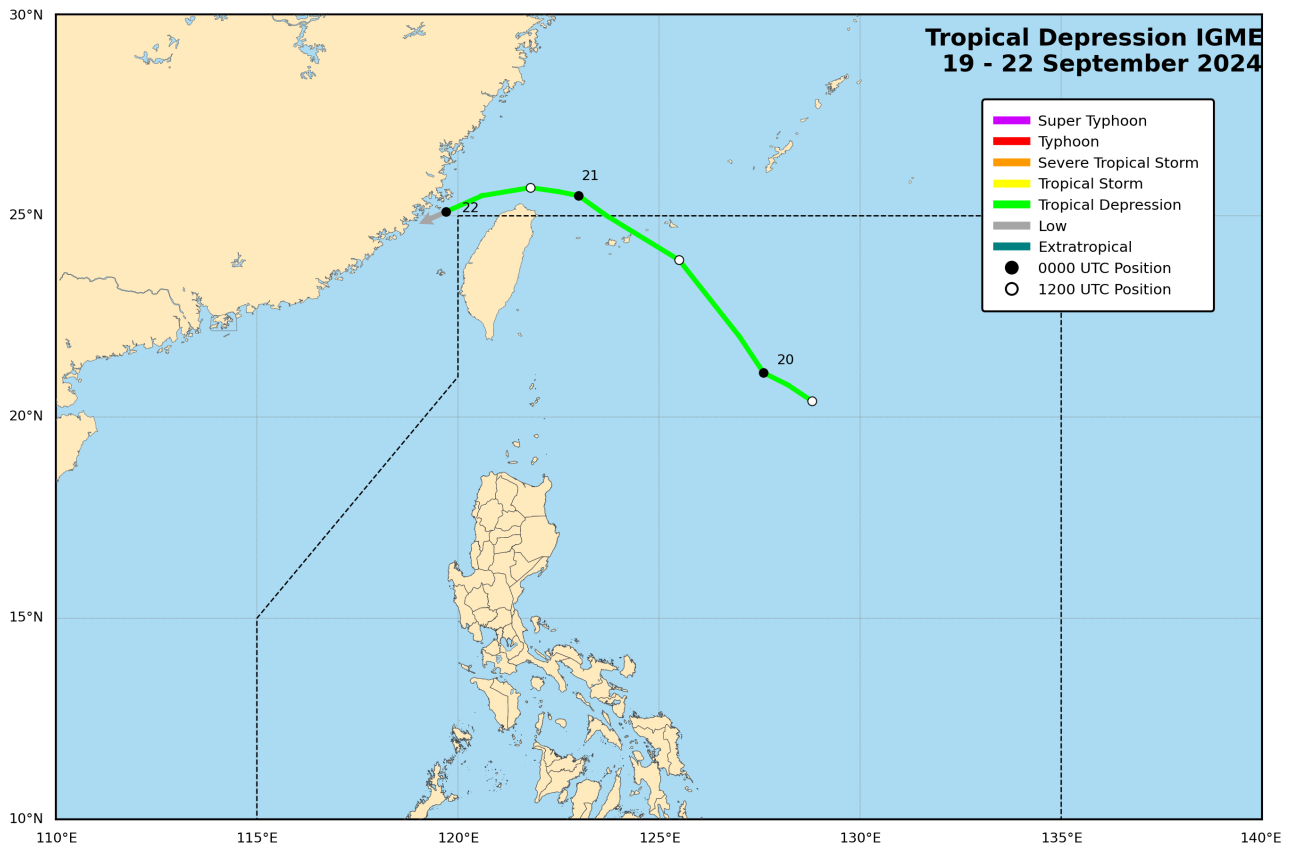 30°N
Tropical Depression IGME
19 - 22 September 2024
Super Typhoon
Typhoon
Severe Tropical Storm
Tropical Storm
Tropical Depression
Low
Extratropical
0000 UTC Position
1200 UTC Position
21
22
25°N
20
20°N
15°N
10°N
110°E 115°E 120°E 125°E 130°E 135°E 140°E